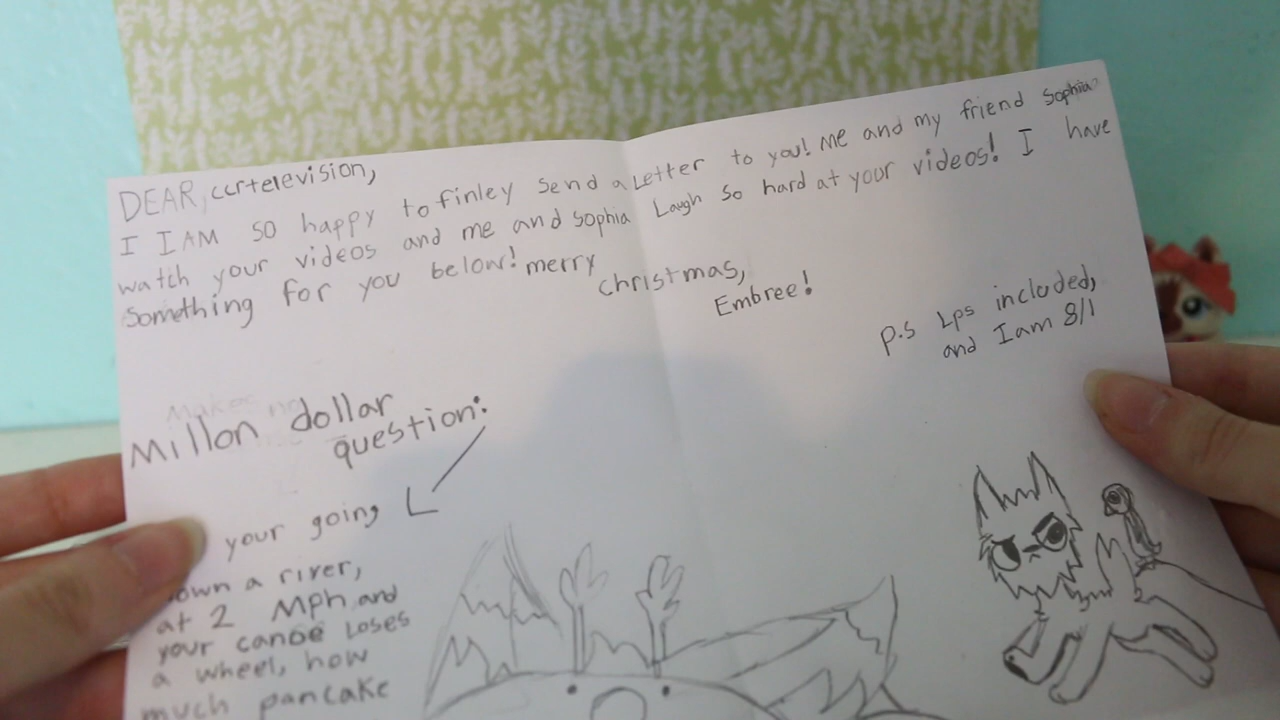 DEAR, ccrtelevision,
I I AM so happy to finley send a Letter to you! Me and my friend Sophia
watch your videos and me and Sophia Laugh so hard at your videos! I have
Something for you below! merry
christmas,
Embree!
p.s Lps included,
and I am 8/1
Millon dollar
question:
your going
down a river,
at 2 MPH and
your canoe Loses
a wheel, how
much pancake